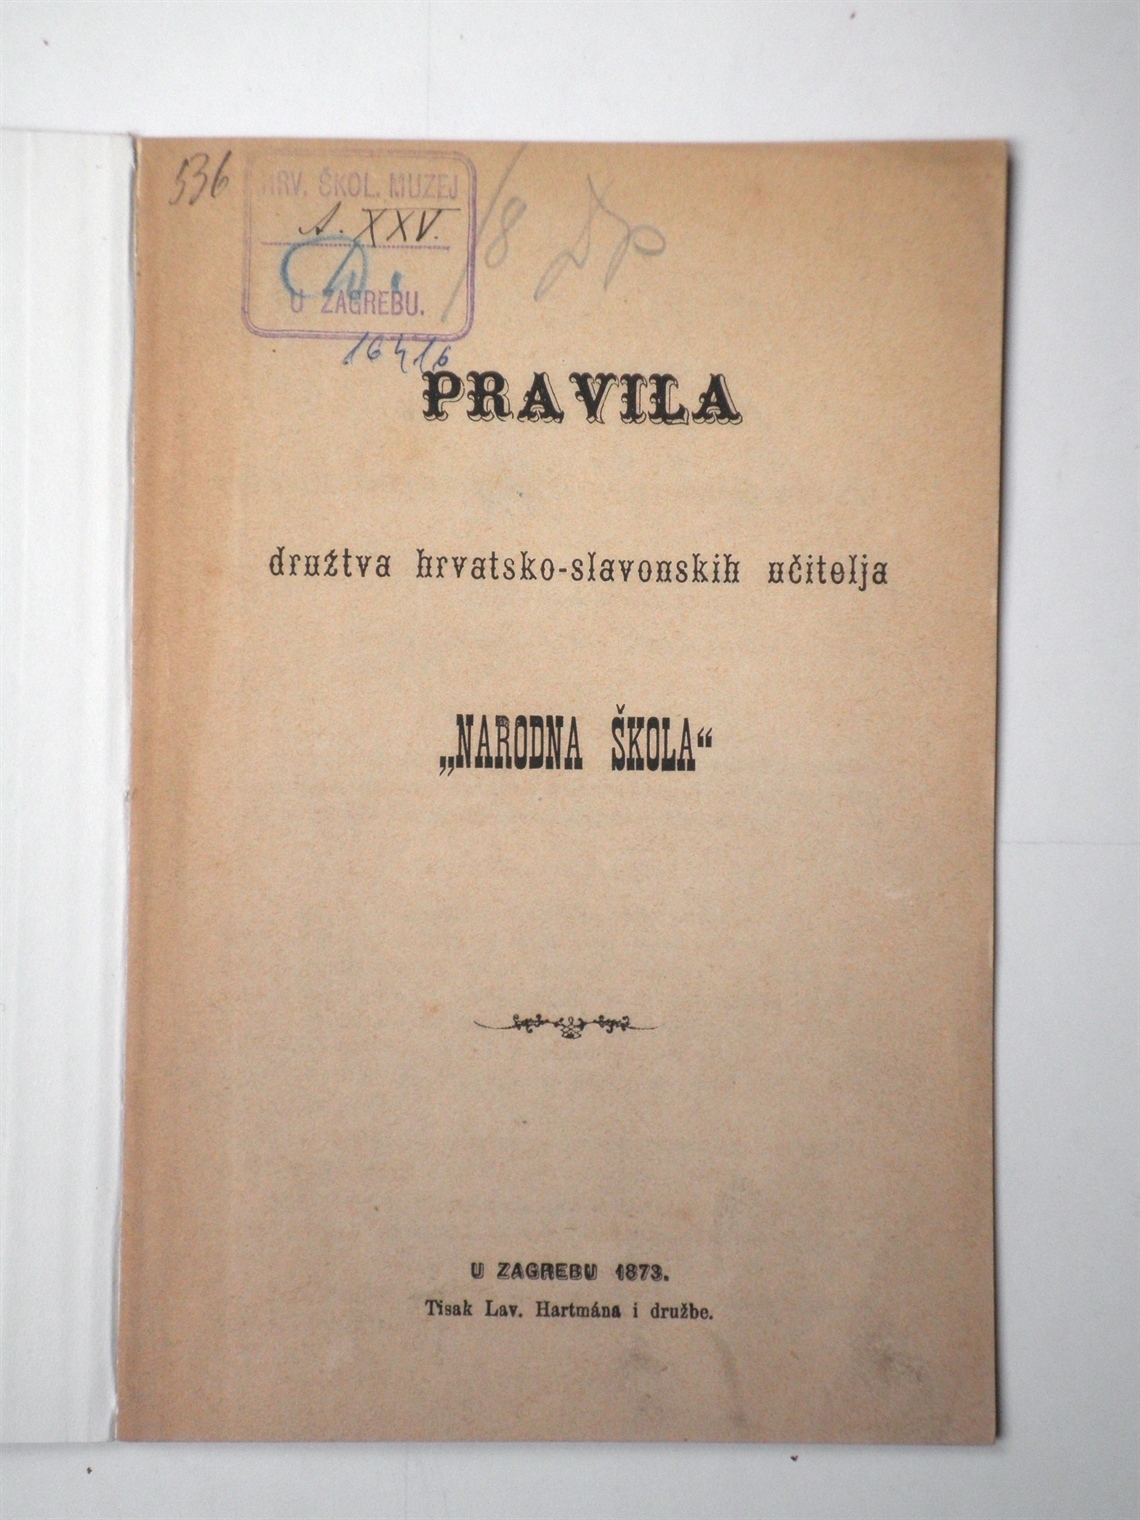 536
HRV. ŠKOL. MUZEJ
A. XXV.
U ZAGREBU.
PRAVILA
družtva hrvatsko-slavonskih učitelja
„NARODNA ŠKOLA“
U ZAGREBU 1873.
Tisak Lav. Hartmána i družbe.